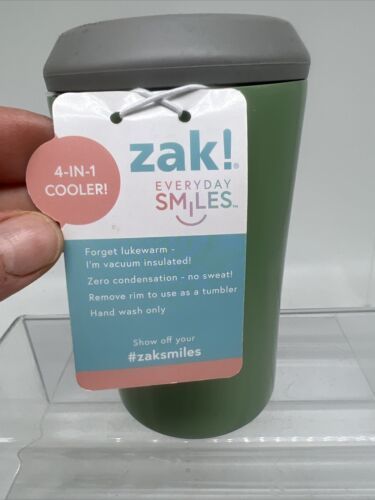 4-IN-1
COOLER!
zak!®
EVERYDAY
SMILES™
Forget lukewarm -
I'm vacuum insulated!
Zero condensation - no sweat!
Remove rim to use as a tumbler
Hand wash only
Show off your
#zaksmiles